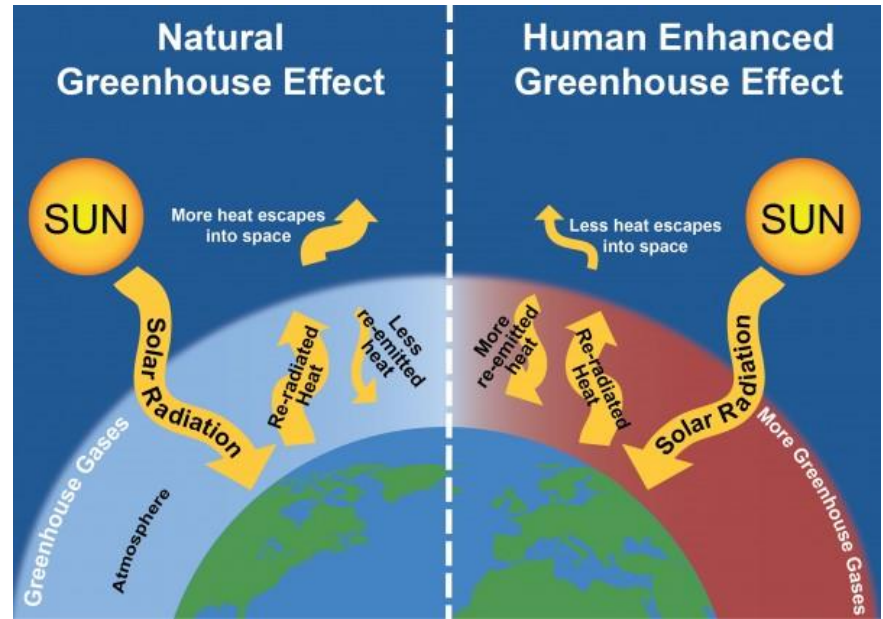 Natural
Greenhouse Effect
SUN
More heat escapes
into space
Solar Radiation
Re-radiated
Heat
Less
re-emitted
heat
Greenhouse Gases
Atmosphere
Human Enhanced
Greenhouse Effect
SUN
Less heat escapes
into space
More
re-emitted
heat
Re-radiated
Heat
Solar Radiation
More Greenhouse Gases